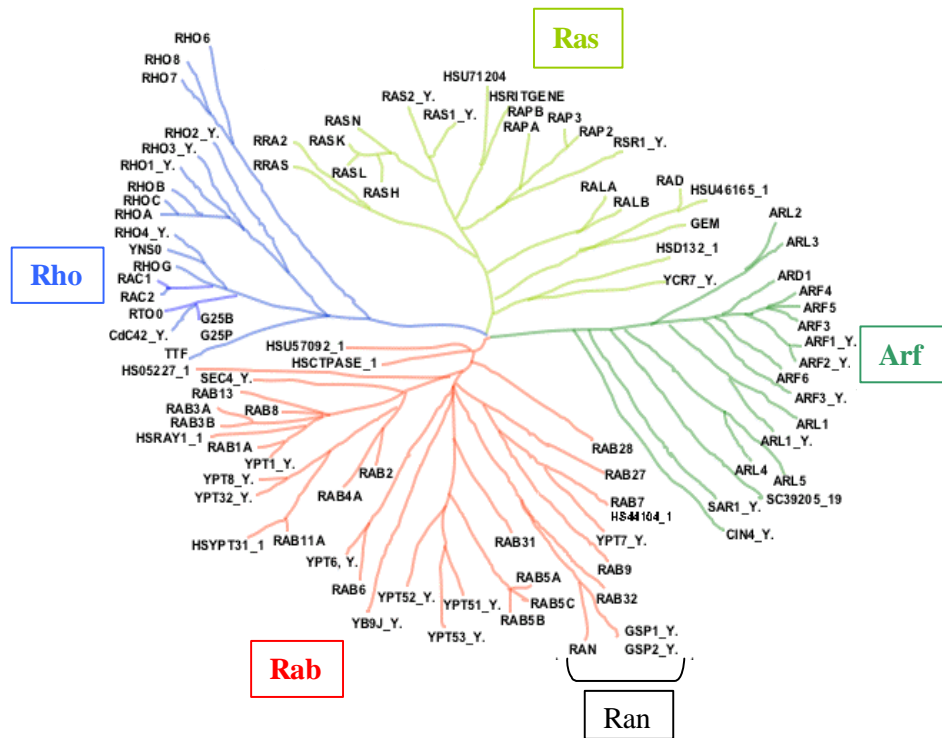 Ras
RHO6
RHO8
RHO7
RHO2_Y.
RHO3_Y.
RHO1_Y.
RHOB
RHOC
RHOA
RHO4_Y.
YNS0
RHOG
RAC1
RAC2
RTO0
CdC42_Y.
G25B
G25P
TTF
Rho
RRA2
RRAS
RASN
RASK
RASL
RASH
RAS2_Y.
RAS1_Y.
HSU71204
HSRITGENE
RAPB
RAPA
RAP3
RAP2
RSR1_Y.
RALA
RALB
RAD
HSU46165_1
GEM
HSD132_1
YCR7_Y.
ARL2
ARL3
ARD1
ARF4
ARF5
ARF3
ARF1_Y.
ARF2_Y.
ARF6
ARF3_Y.
ARL1
ARL1_Y.
ARL4
ARL5
SC39205_19
SAR1_Y.
CIN4_Y.
Arf
HSU57092_1
HSCTPASE_1
HS05227_1
SEC4_Y.
RAB13
RAB3A
RAB8
RAB3B
HSRAY1_1
RAB1A
YPT1_Y.
YPT8_Y.
YPT32_Y.
HSYPT31_1
RAB11A
RAB2
RAB4A
YPT6, Y.
RAB6
YB9J_Y.
YPT52_Y.
YPT53_Y.
YPT51_Y.
RAB5A
RAB5C
RAB5B
RAB31
RAB28
RAB27
RAB7
HS44104_1
YPT7_Y.
RAB9
RAB32
GSP1_Y.
GSP2_Y.
RAN
Rab
Ran